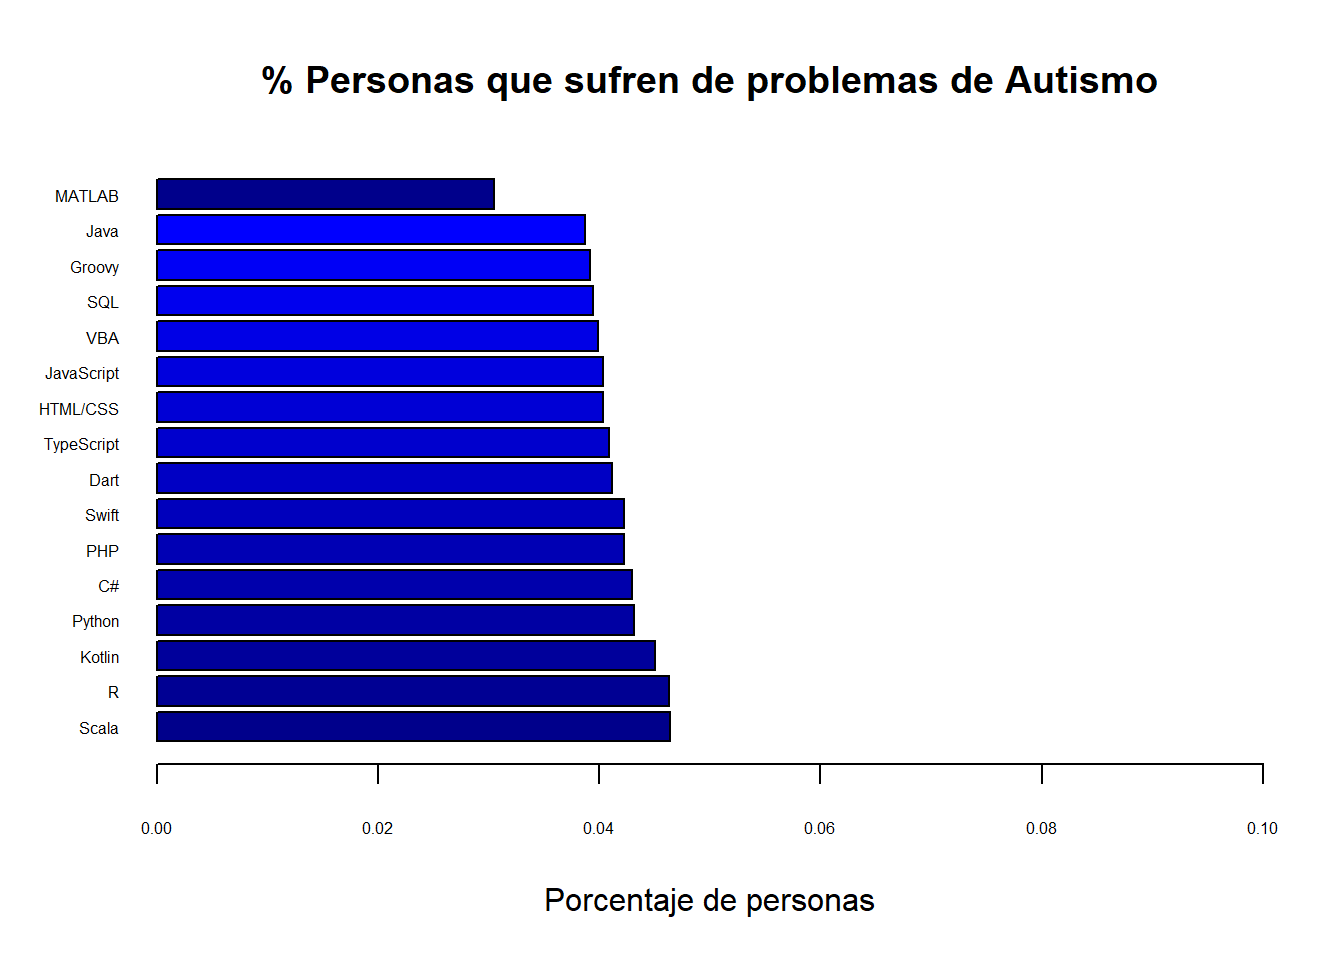 % Personas que sufren de problemas de Autismo
MATLAB
Java
Groovy
SQL
VBA
JavaScript
HTML/CSS
TypeScript
Dart
Swift
PHP
C#
Python
Kotlin
R
Scala
0.00 0.02 0.04 0.06 0.08 0.10
Porcentaje de personas